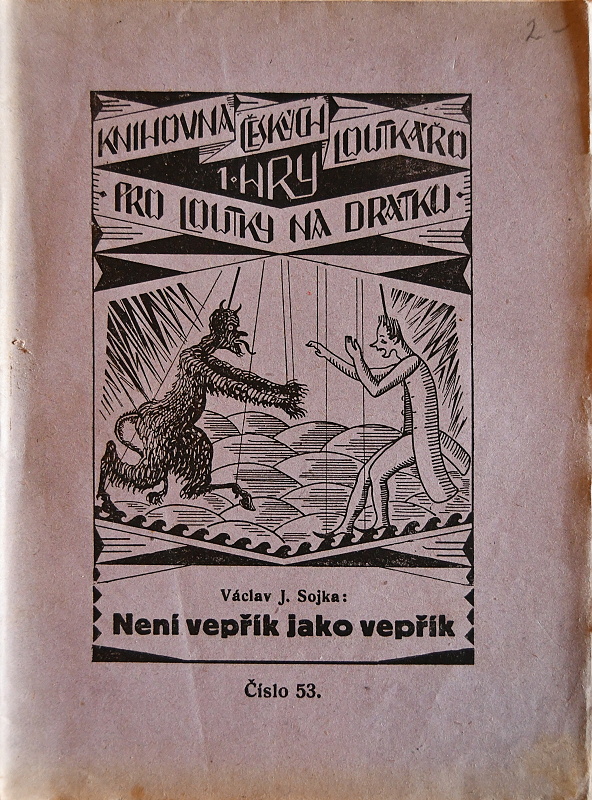 2-
KNIHOVNA ČESKÝCH LOUTKÁŘŮ
1. HRY
PRO LOUTKY NA DRÁTKU
Václav J. Sojka:
Není vepřík jako vepřík
Číslo 53.